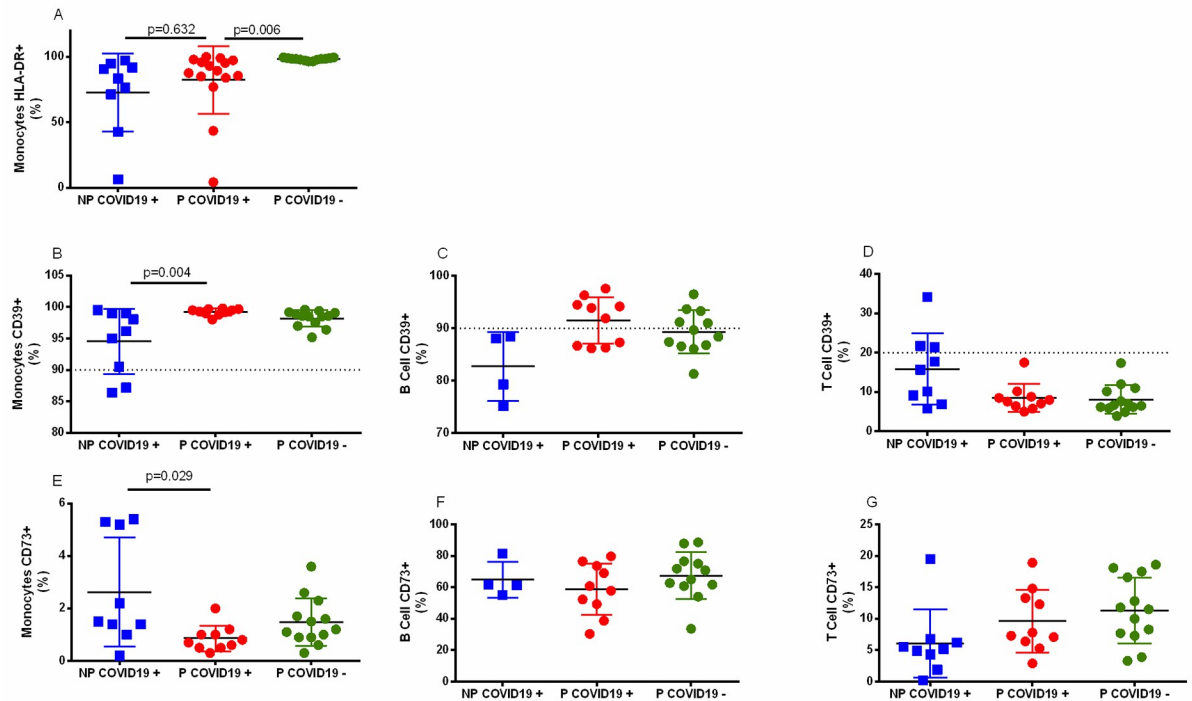 A
p=0.632
p=0.006
Monocytes HLA-DR+
(%)
100
50
0
NP COVID19 +
P COVID19 +
P COVID19 -
B
p=0.004
Monocytes CD39+
(%)
105
100
95
90
85
80
NP COVID19 +
P COVID19 +
P COVID19 -
C
B Cell CD39+
(%)
100
90
80
70
NP COVID19 +
P COVID19 +
P COVID19 -
D
T Cell CD39+
(%)
40
30
20
10
0
NP COVID19 +
P COVID19 +
P COVID19 -
E
p=0.029
Monocytes CD73+
(%)
6
4
2
0
NP COVID19 +
P COVID19 +
P COVID19 -
F
B Cell CD73+
(%)
100
80
60
40
20
0
NP COVID19 +
P COVID19 +
P COVID19 -
G
T Cell CD73+
(%)
25
20
15
10
5
0
NP COVID19 +
P COVID19 +
P COVID19 -